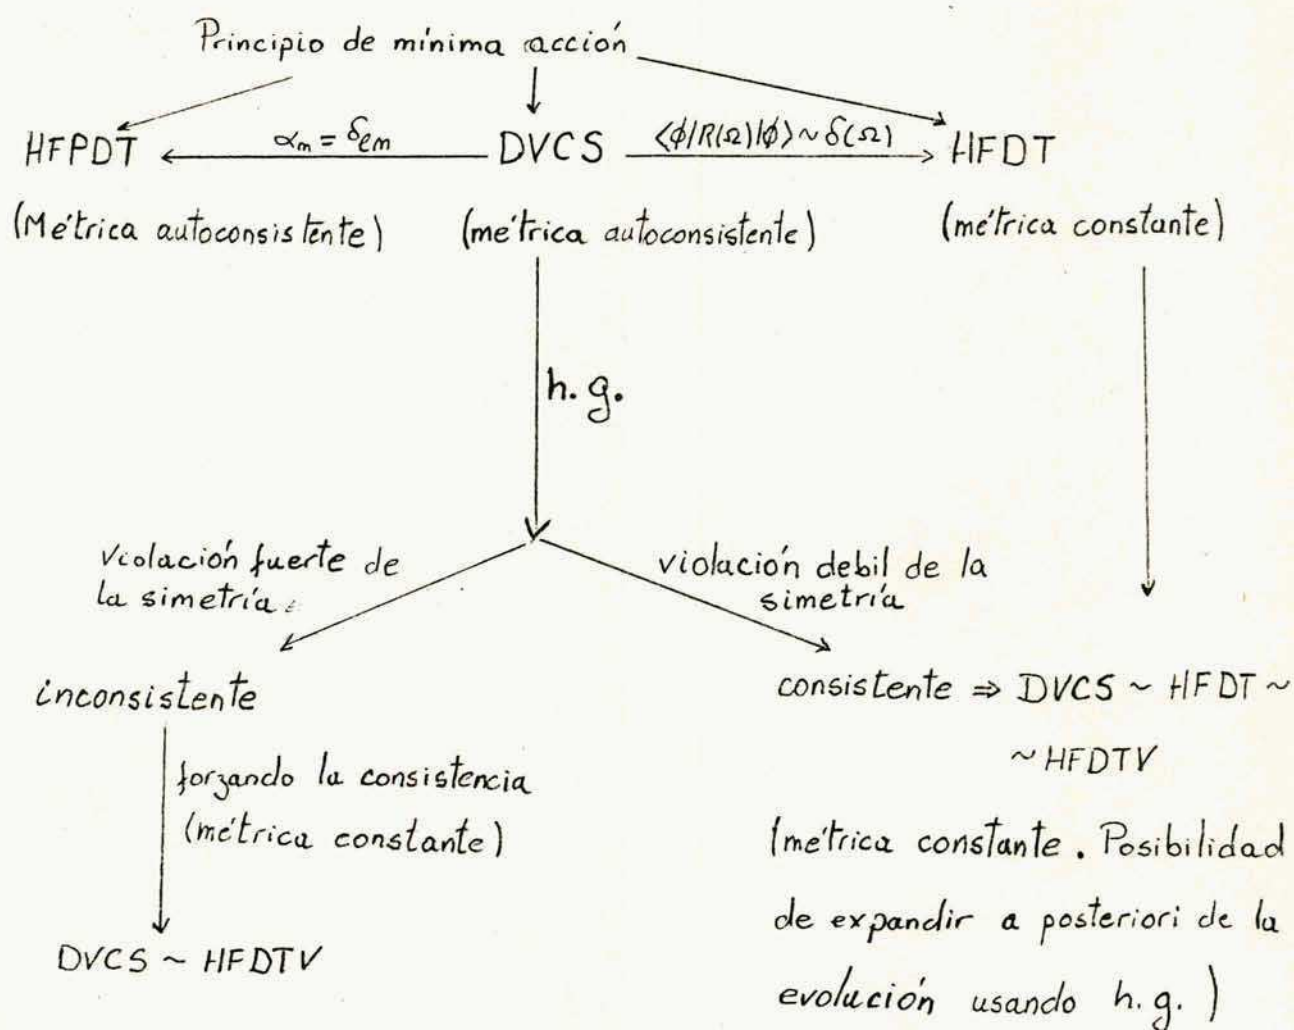 Principio de mínima acción
HFPDT
αₘ = δₑₘ
DVCS
⟨ϕ/R(Ω)/ϕ⟩ ~ δ(Ω)
HFDT
(Métrica autoconsistente)
(métrica autoconsistente)
(métrica constante)
h. g.
Violación fuerte de
la simetría
violación debil de la
simetría
inconsistente
consistente ⇒ DVCS ~ HFDT ~
~ HFDTV
forzando la consistencia
(métrica constante)
(métrica constante. Posibilidad
de expandir a posteriori de la
evolución usando h. g. )
DVCS ~ HFDTV